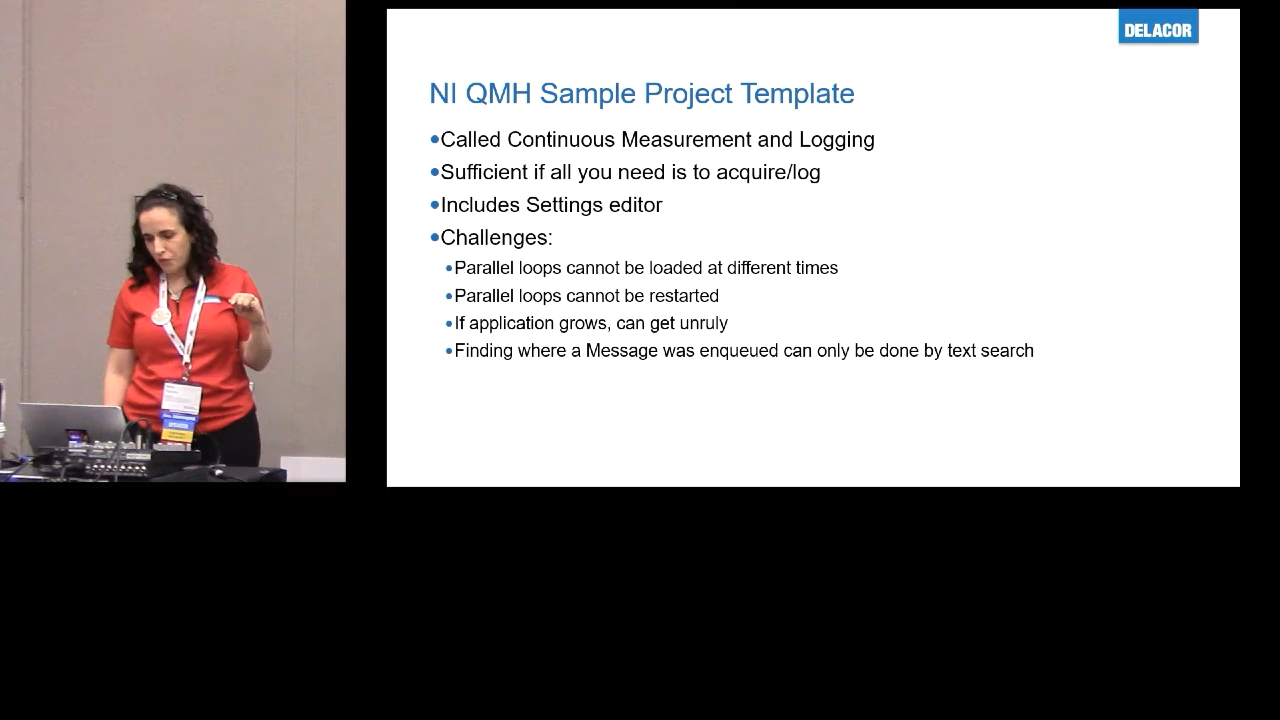 DELACOR
NI QMH Sample Project Template
•Called Continuous Measurement and Logging
•Sufficient if all you need is to acquire/log
•Includes Settings editor
•Challenges:
•Parallel loops cannot be loaded at different times
•Parallel loops cannot be restarted
•If application grows, can get unruly
•Finding where a Message was enqueued can only be done by text search